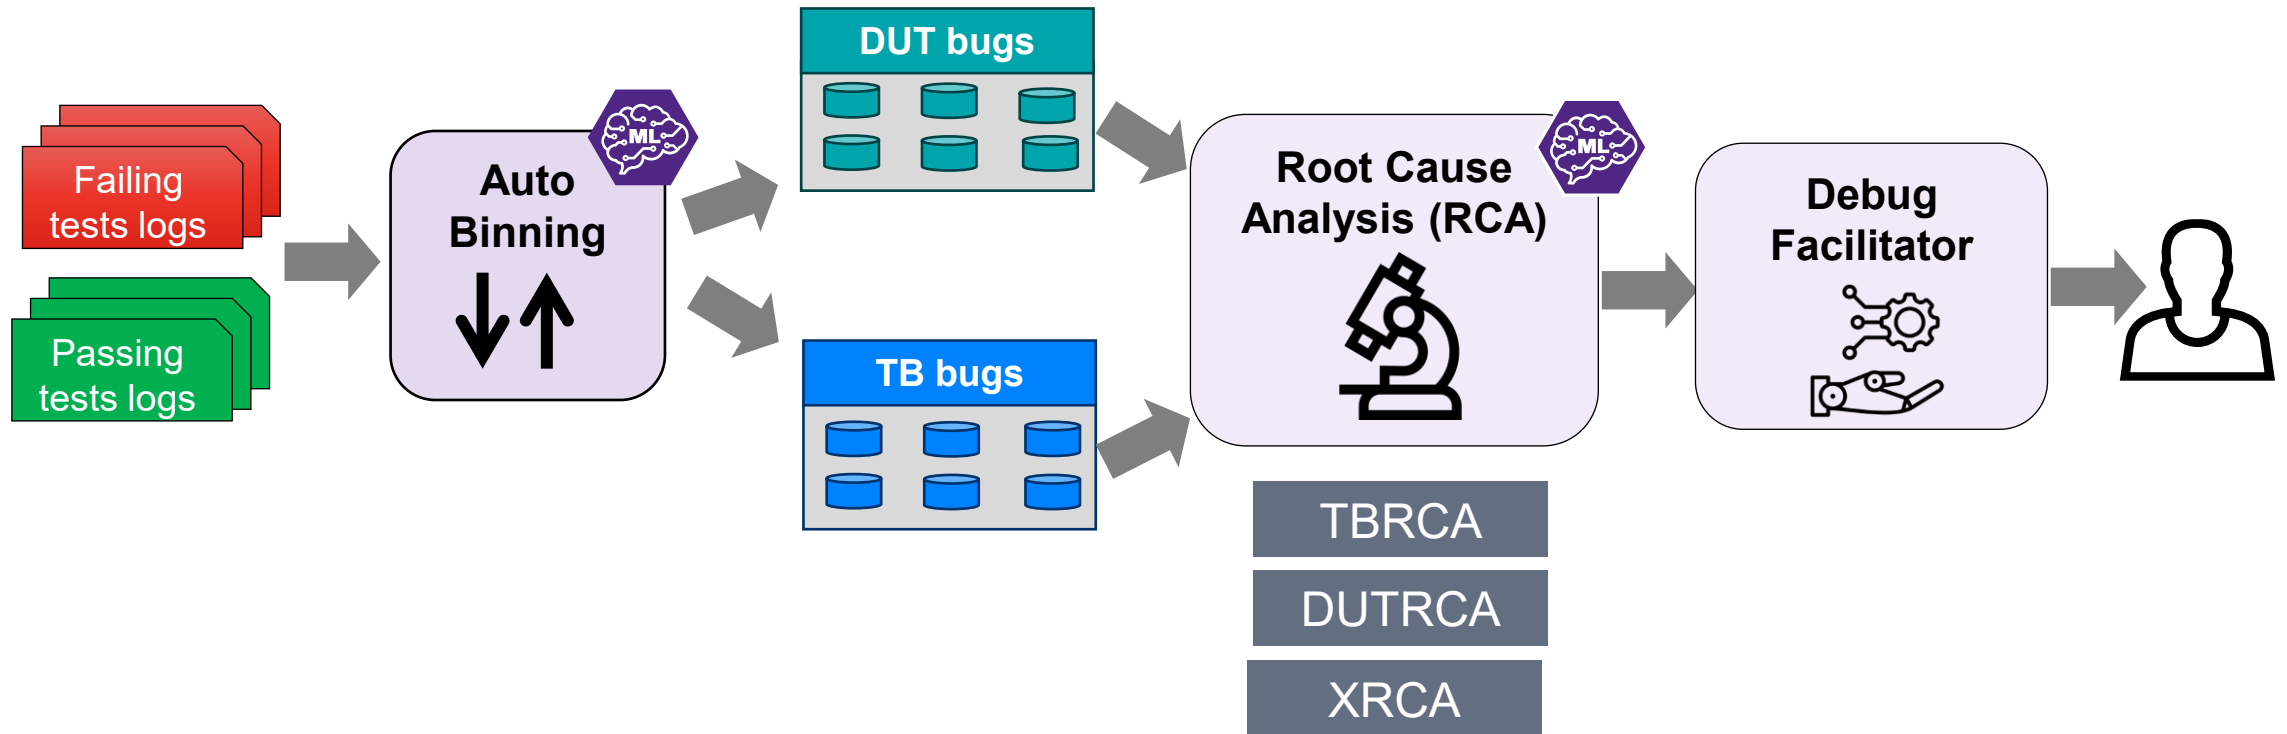 Failing
tests logs
Passing
tests logs
Auto
Binning
ML
DUT bugs
TB bugs
Root Cause
Analysis (RCA)
ML
TBRCA
DUTRCA
XRCA
Debug
Facilitator